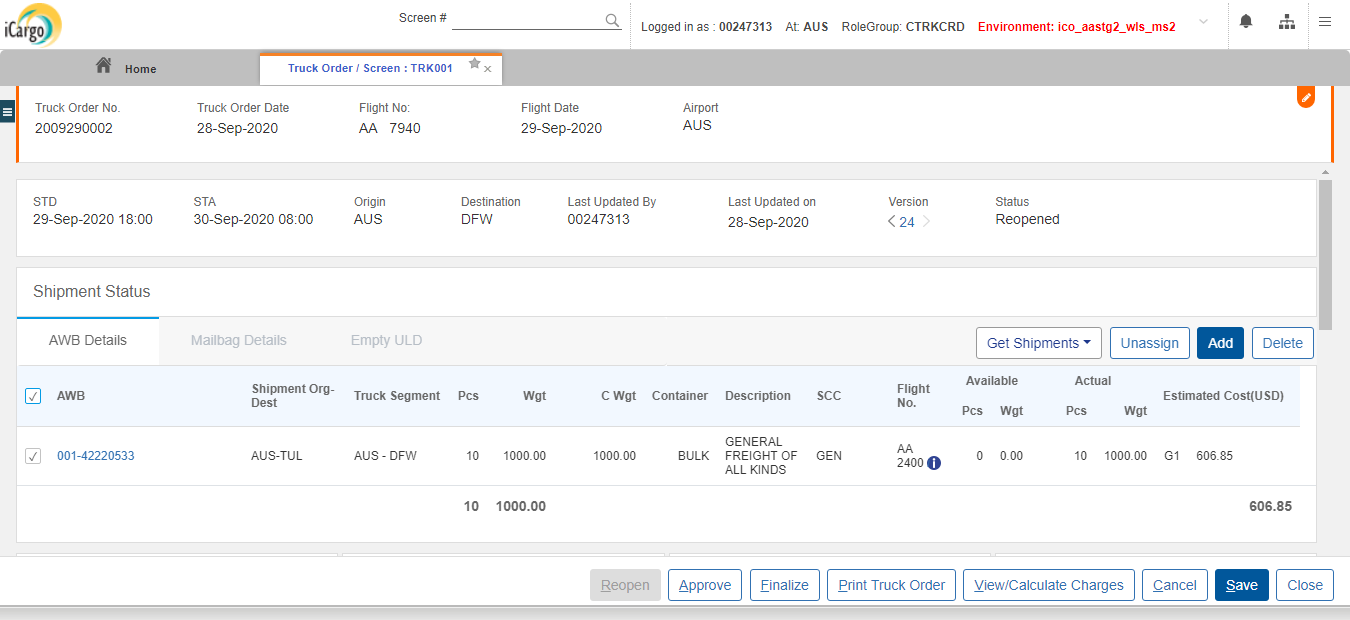 iCargo
Screen #
Logged in as : 00247313 At: AUS RoleGroup: CTRKCRD Environment: ico_aastg2_wls_ms2
Home
Truck Order / Screen : TRK001
Truck Order No. Truck Order Date Flight No: Flight Date Airport
2009290002 28-Sep-2020 AA 7940 29-Sep-2020 AUS
STD STA Origin Destination Last Updated By Last Updated on Version Status
29-Sep-2020 18:00 30-Sep-2020 08:00 AUS DFW 00247313 28-Sep-2020 24 Reopened
Shipment Status
AWB Details Mailbag Details Empty ULD Get Shipments Unassign Add Delete
AWB Shipment Org-
Dest Truck Segment Pcs Wgt C Wgt Container Description SCC Flight
No. Available
Pcs Wgt Actual
Pcs Wgt Estimated Cost(USD)
001-42220533 AUS-TUL AUS - DFW 10 1000.00 1000.00 BULK GENERAL
FREIGHT OF
ALL KINDS GEN AA
2400 i 0 0.00 10 1000.00 G1 606.85
10 1000.00 606.85
Reopen Approve Finalize Print Truck Order View/Calculate Charges Cancel Save Close